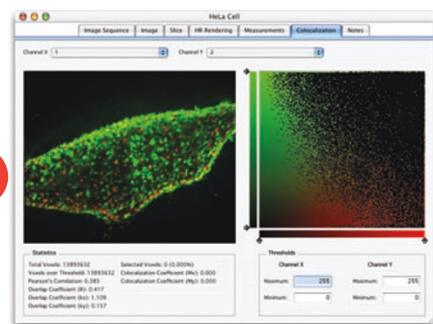 HeLa Cell
Image Sequence Image Slice HR Rendering Measurements Colocalization Notes
Channel X 1 Channel Y 2
Statistics
Total Voxels: 13893632 Selected Voxels: 0 (0.000%)
Voxels over Threshold: 13893632 Colocalization Coefficient (Mx): 0.000
Pearson's Correlation: 0.385 Colocalization Coefficient (My): 0.000
Overlap Coefficient (R): 0.417
Overlap Coefficient (kx): 1.109
Overlap Coefficient (ky): 0.157
Thresholds
Channel X Channel Y
Maximum: 255 Maximum: 255
Minimum: 0 Minimum: 0